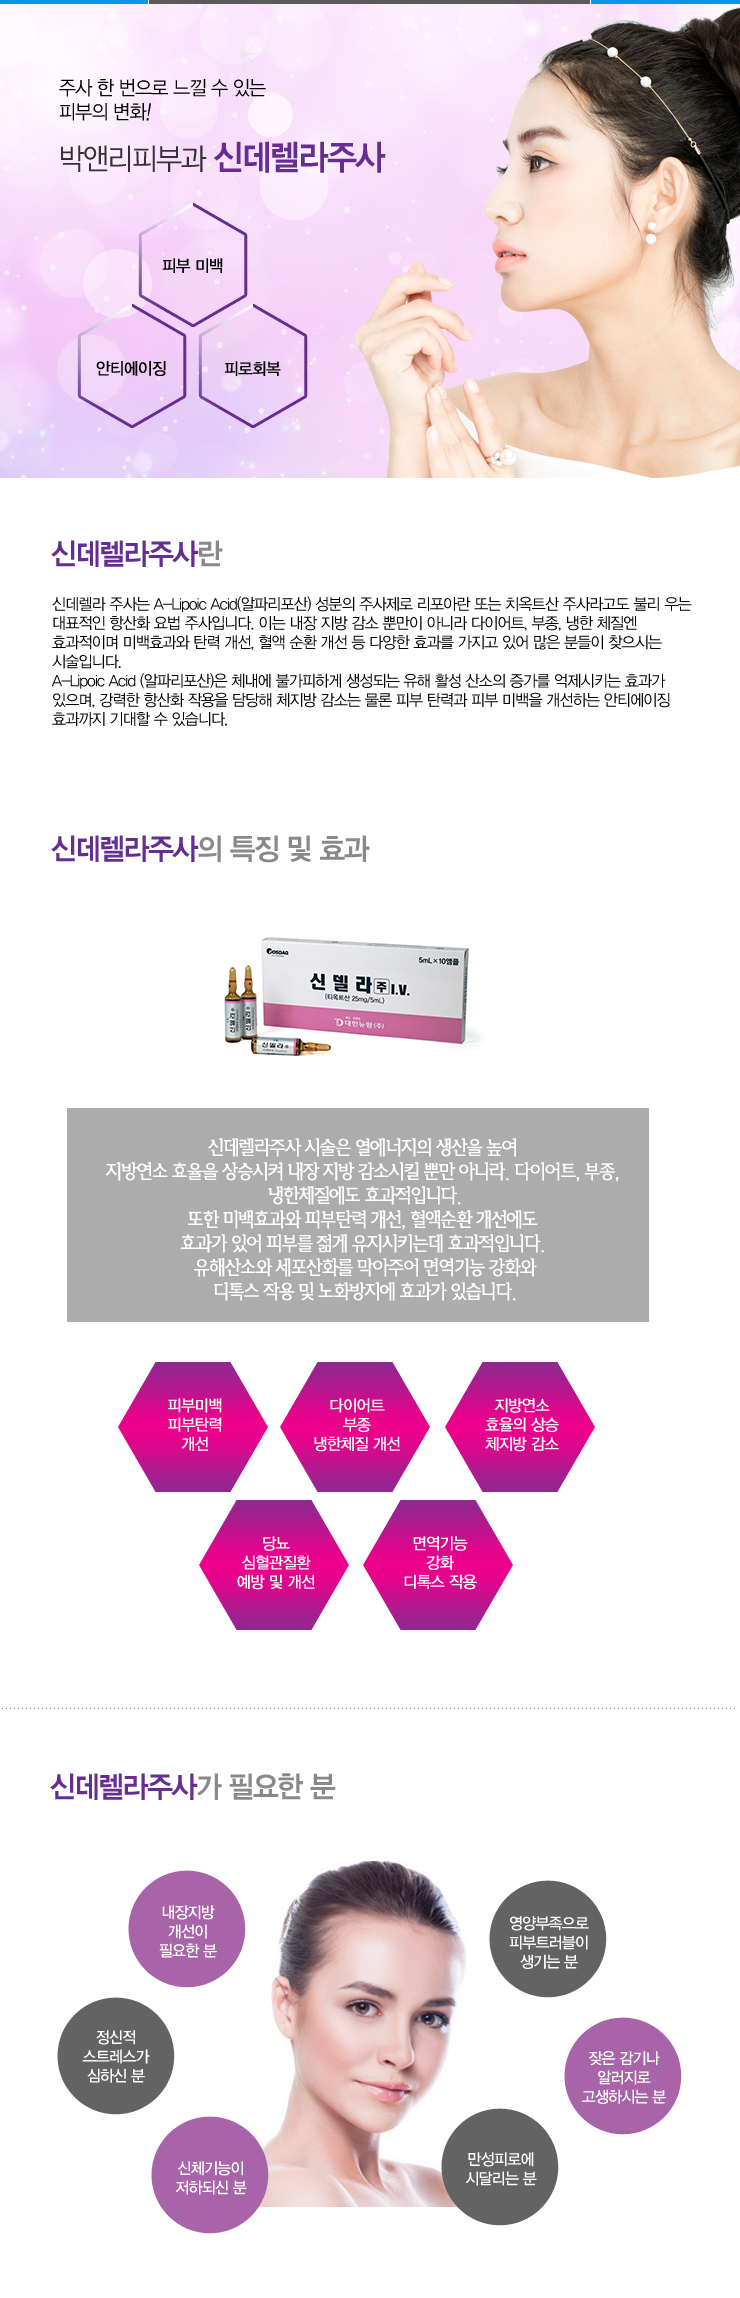 주사 한 번으로 느낄 수 있는
피부의 변화!
박앤리피부과 신데렐라주사
피부 미백
안티에이징
피로회복
신데렐라주사란
신데렐라 주사는 A-Lipoic Acid(알파리포산) 성분의 주사제로 리포아란 또는 치옥트산 주사라고도 불리 우는
대표적인 항산화 요법 주사입니다. 이는 내장 지방 감소 뿐만이 아니라 다이어트, 부종, 냉한 체질엔
효과적이며 미백효과와 탄력 개선, 혈액 순환 개선 등 다양한 효과를 가지고 있어 많은 분들이 찾으시는
시술입니다.
A-Lipoic Acid (알파리포산)은 체내에 불가피하게 생성되는 유해 활성 산소의 증가를 억제시키는 효과가
있으며, 강력한 항산화 작용을 담당해 체지방 감소는 물론 피부 탄력과 피부 미백을 개선하는 안티에이징
효과까지 기대할 수 있습니다.
신데렐라주사의 특징 및 효과
KOSDAQ
5mL×10앰플
신델라주I.V.
(티옥트산 25mg/5mL)
대한뉴팜(주)
신델라주
신델라
신델라주
신데렐라주사 시술은 열에너지의 생산을 높여
지방연소 효율을 상승시켜 내장 지방 감소시킬 뿐만 아니라. 다이어트, 부종,
냉한체질에도 효과적입니다.
또한 미백효과와 피부탄력 개선, 혈액순환 개선에도
효과가 있어 피부를 젊게 유지시키는데 효과적입니다.
유해산소와 세포산화를 막아주어 면역기능 강화와
디톡스 작용 및 노화방지에 효과가 있습니다.
피부미백
피부탄력
개선
다이어트
부종
냉한체질 개선
지방연소
효율의 상승
체지방 감소
당뇨
심혈관질환
예방 및 개선
면역기능
강화
디톡스 작용
신데렐라주사가 필요한 분
내장지방
개선이
필요한 분
영양부족으로
피부트러블이
생기는 분
정신적
스트레스가
심하신 분
잦은 감기나
알러지로
고생하시는 분
신체기능이
저하되신 분
만성피로에
시달리는 분